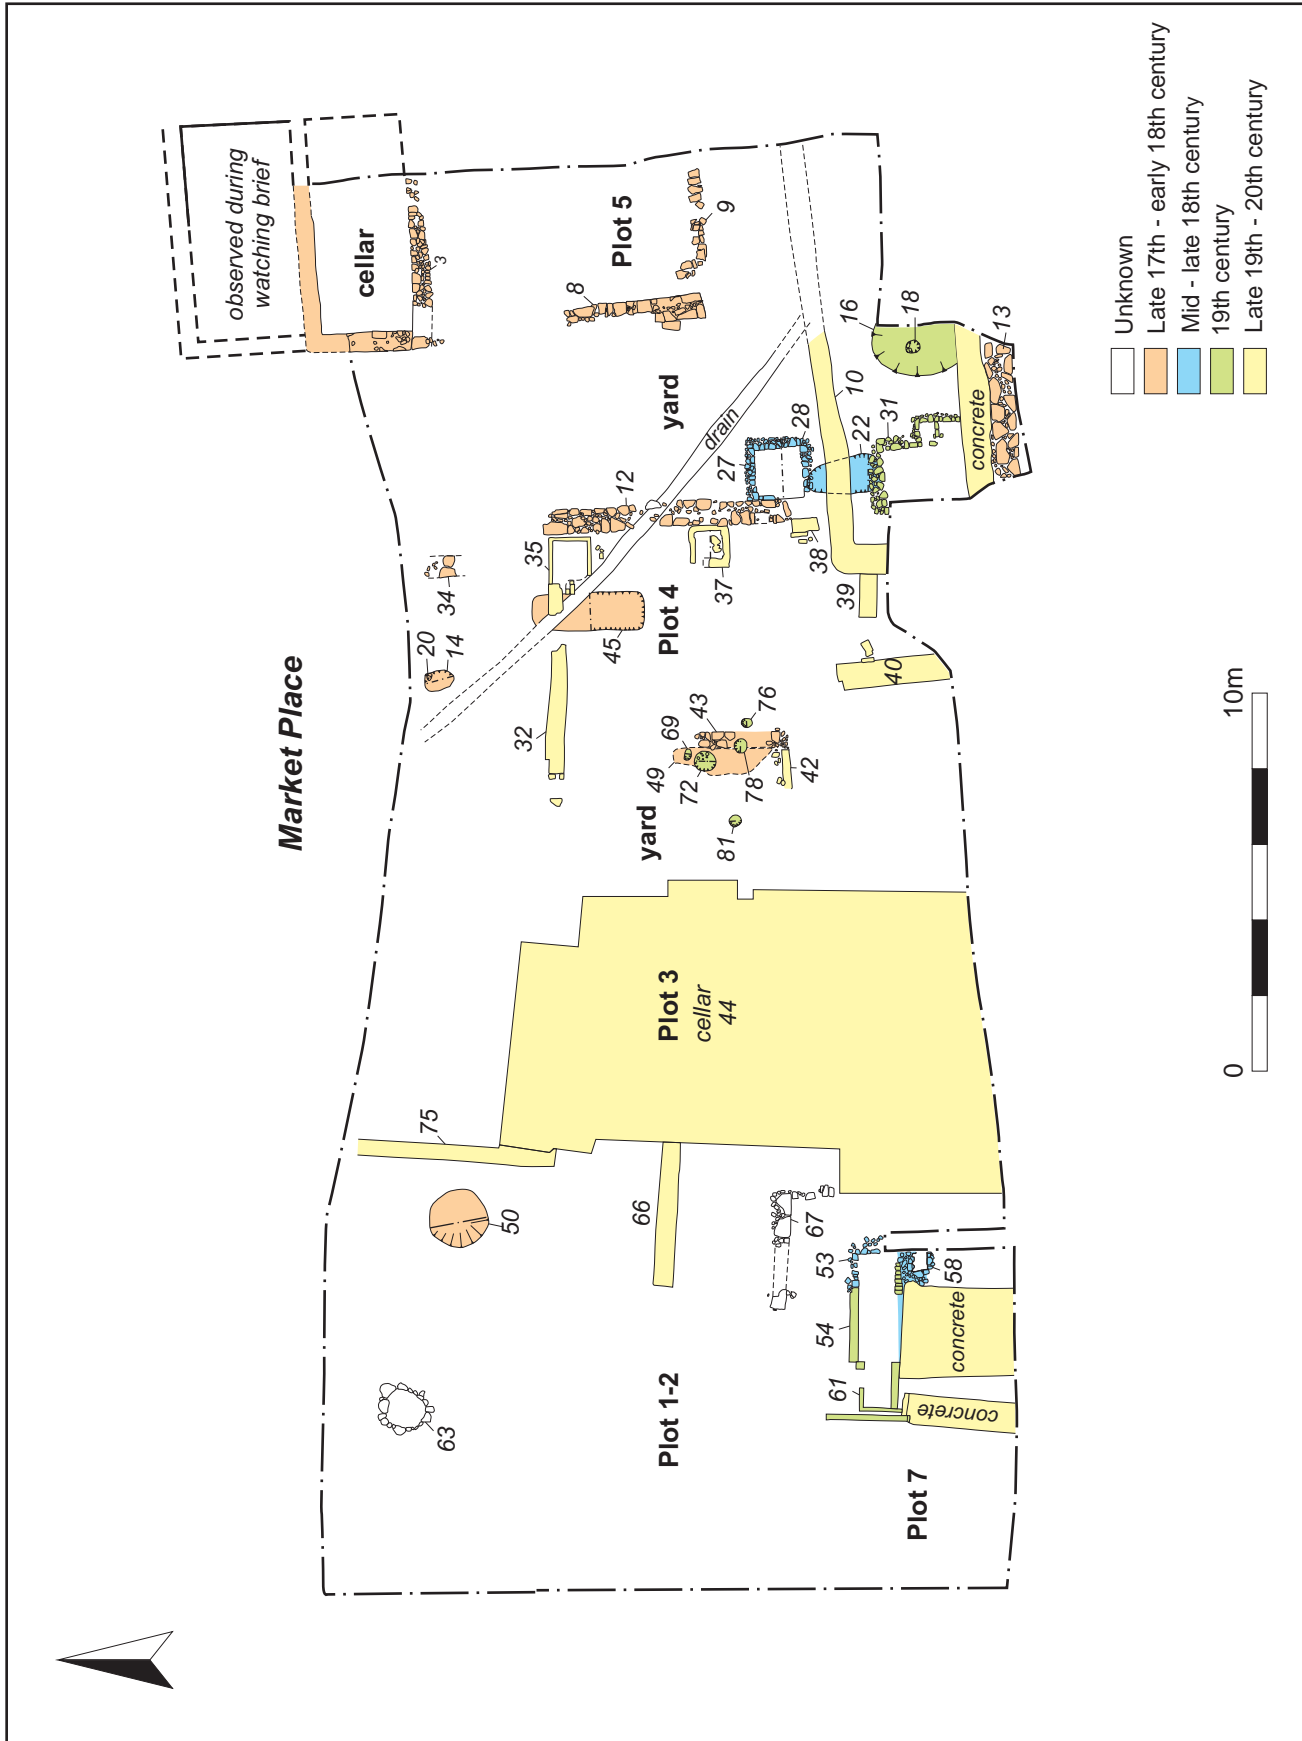 Market Place
observed during
watching brief
cellar
3
Plot 5
8
9
yard
drain
16
18
13
10
28
27
22
31
concrete
12
35
34
38
37
39
20
14
45
Plot 4
40
32
76
43
69
49
72
78
42
yard
81
Plot 3
cellar
44
75
50
66
67
53
58
54
concrete
61
concrete
63
Plot 1-2
Plot 7
Unknown
Late 17th - early 18th century
Mid - late 18th century
19th century
Late 19th - 20th century
0
10m